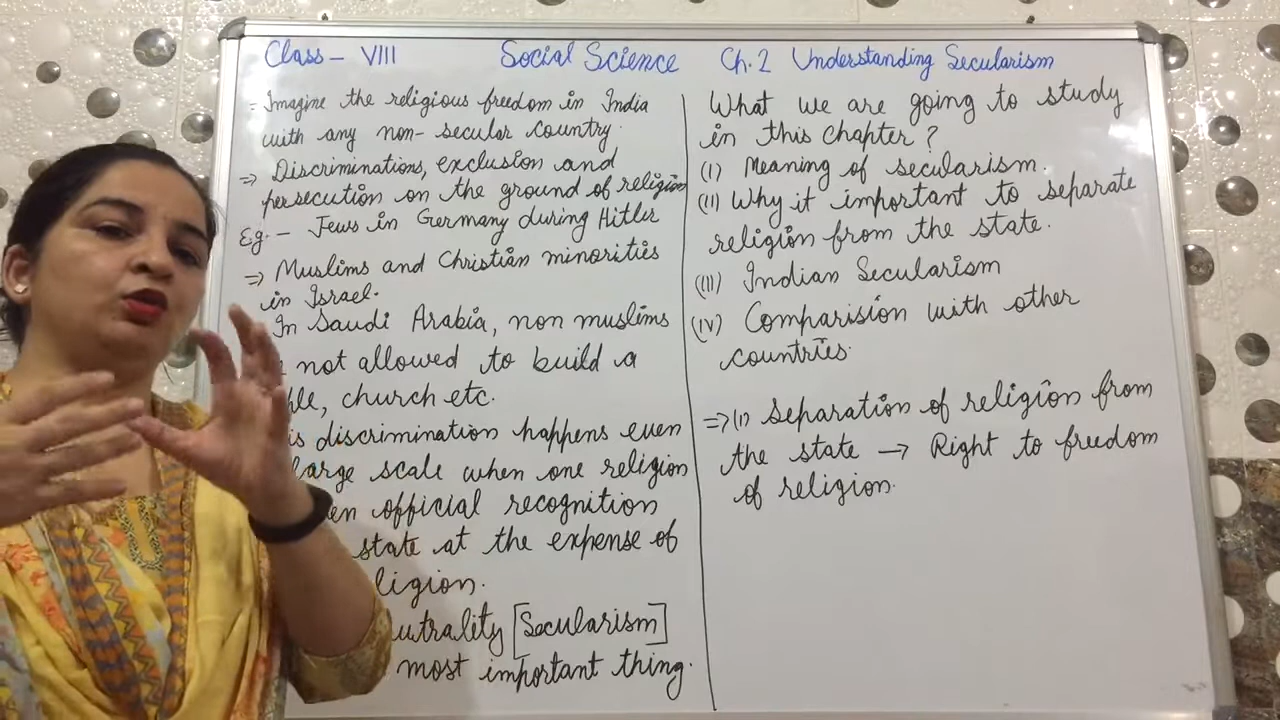 Class – VIII Social Science Ch.2 Understanding Secularism
= Imagine the religious freedom in India
with any non-secular country.
=> Discriminations, exclusion and
persecution on the ground of religion
Eg. – Jews in Germany during Hitler
=> Muslims and Christian minorities
in Israel.
In Saudi Arabia, non muslims
not allowed to build a
church etc.
discrimination happens even
large scale when one religion
official recognition
state at the expense of
[Secularism]
most important thing.
What we are going to study
in this chapter ?
(I) Meaning of secularism.
(II) Why it important to separate
religion from the state.
(III) Indian Secularism
(IV) Comparision with other
countries.
=> (I) Separation of religion from
the state → Right to freedom
of religion.